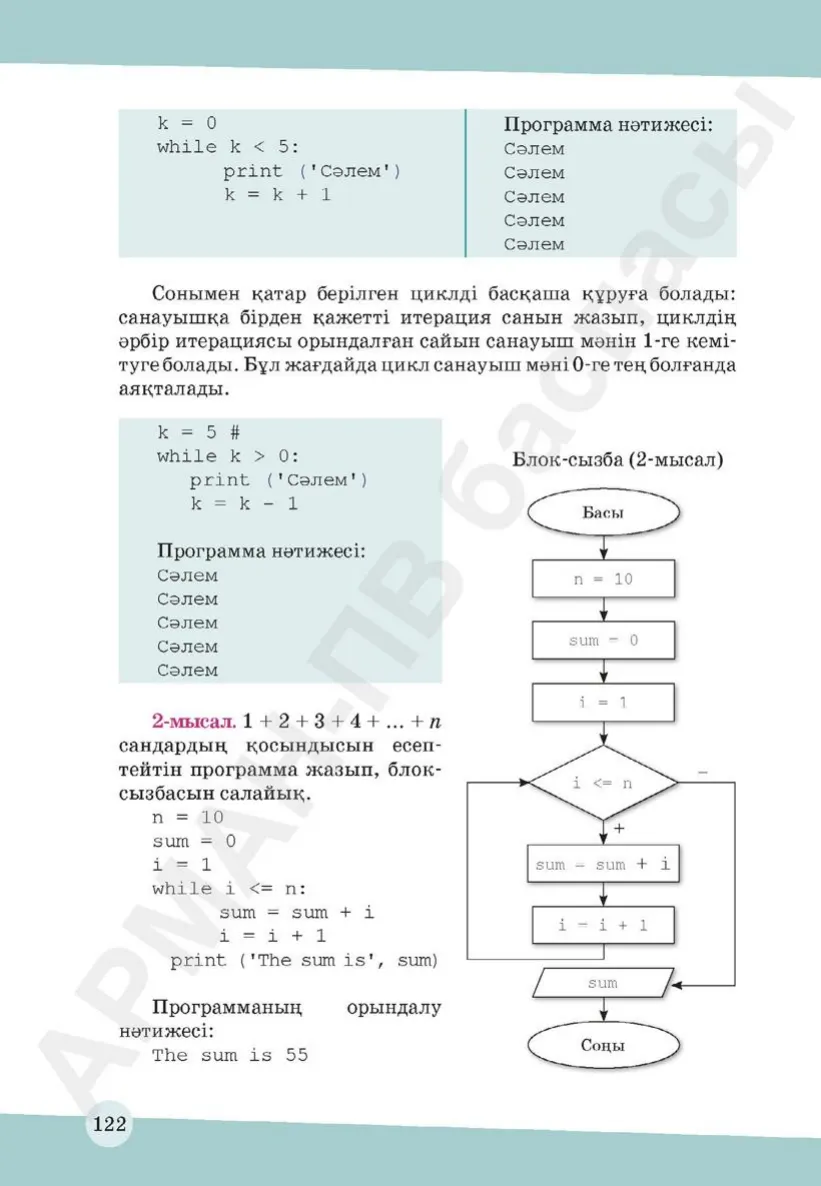 k = 0
while k < 5:
print ('Сәлем')
k = k + 1
Программа нәтижесі:
Сәлем
Сәлем
Сәлем
Сәлем
Сәлем
Сонымен қатар берілген циклді басқаша құруға болады:
санауышқа бірден қажетті итерация санын жазып, циклдің
әрбір итерациясы орындалған сайын санауыш мәнін 1-ге кемі-
туге болады. Бұл жағдайда цикл санауыш мәні 0-ге тең болғанда
аяқталады.
k = 5 #
while k > 0:
print ('Сәлем')
k = k - 1
Программа нәтижесі:
Сәлем
Сәлем
Сәлем
Сәлем
Сәлем
2-мысал. 1 + 2 + 3 + 4 + ... + n
сандардың қосындысын есеп-
тейтін программа жазып, блок-
сызбасын салайық.
n = 10
sum = 0
i = 1
while i <= n:
sum = sum + i
i = i + 1
print ('The sum is', sum)
Программаның орындалу
нәтижесі:
The sum is 55
Блок-сызба (2-мысал)
Басы
n = 10
sum = 0
i = 1
i <= n
–
+
sum = sum + i
i = i + 1
sum
Соңы
122
АРМАН-ПВ баспасы